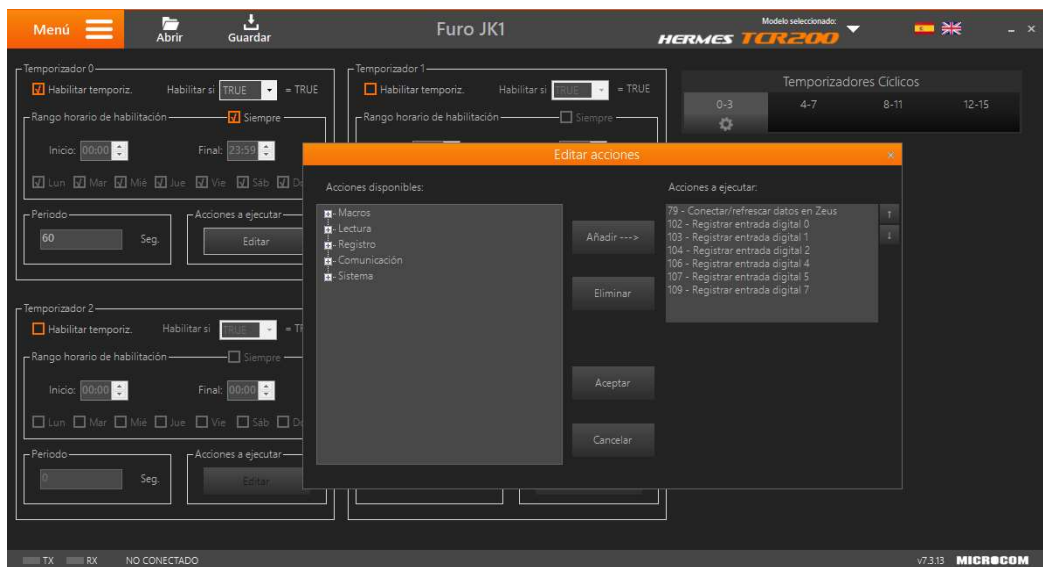 Menú
Abrir
Guardar
Furo JK1
Modelo seleccionado:
HERMES TCR200
Temporizador 0
Habilitar temporiz. Habilitar si TRUE = TRUE
Rango horario de habilitación Siempre
Inicio: 00:00 Final: 23:59
Lun Mar Mié Jue Vie Sáb
Periodo
60 Seg.
Acciones a ejecutar
Editar
Temporizador 1
Habilitar temporiz. Habilitar si TRUE = TRUE
Rango horario de habilitación Siempre
Temporizadores Cíclicos
0-3 4-7 8-11 12-15
Temporizador 2
Habilitar temporiz. Habilitar si TRUE
Rango horario de habilitación Siempre
Inicio: 00:00 Final: 00:00
Lun Mar Mié Jue Vie Sáb
Periodo
0 Seg.
Acciones a ejecutar
Editar
Editar acciones
Acciones disponibles:
Macros
Lectura
Registro
Comunicación
Sistema
Añadir --->
Eliminar
Aceptar
Cancelar
Acciones a ejecutar:
79 - Conectar/refrescar datos en Zeus
102 - Registrar entrada digital 0
103 - Registrar entrada digital 1
104 - Registrar entrada digital 2
106 - Registrar entrada digital 4
107 - Registrar entrada digital 5
109 - Registrar entrada digital 7
TX RX NO CONECTADO
v7.3.13 MICROCOM